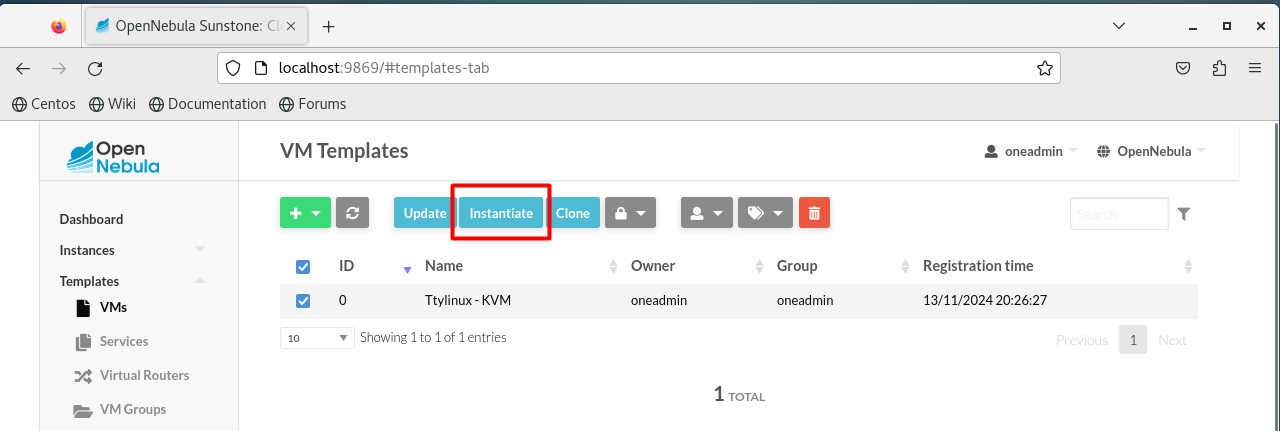 OpenNebula Sunstone: Clo
localhost:9869/#templates-tab
Centos Wiki Documentation Forums
Open Nebula
VM Templates
oneadmin OpenNebula
Update Instantiate Clone
Search
Dashboard
Instances
Templates
VMs
Services
Virtual Routers
VM Groups
ID Name Owner Group Registration time
0 Ttylinux - KVM oneadmin oneadmin 13/11/2024 20:26:27
10 Showing 1 to 1 of 1 entries
Previous 1 Next
1 TOTAL